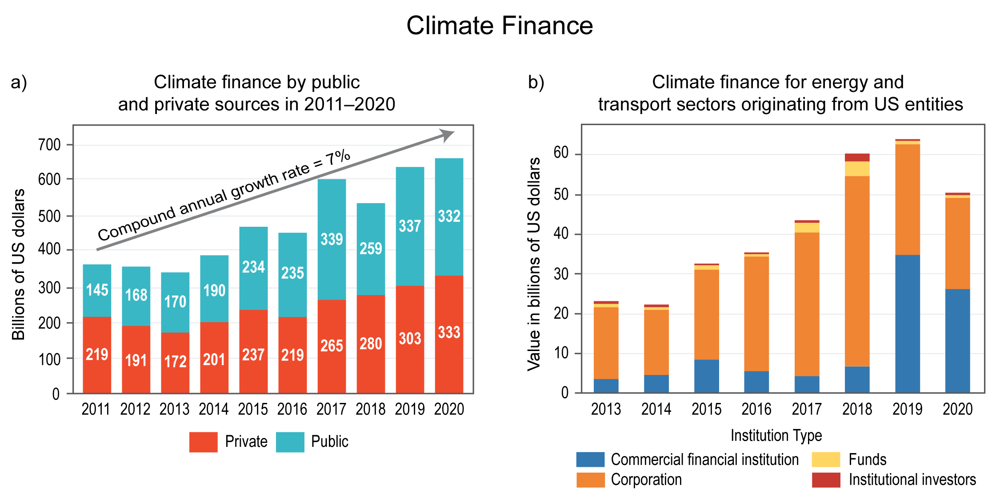 Climate Finance
a)
Climate finance by public
and private sources in 2011–2020
Billions of US dollars
700
600
500
400
300
200
100
0
Compound annual growth rate = 7%
145
168
170
190
234
235
339
259
337
332
219
191
172
201
237
219
265
280
303
333
2011 2012 2013 2014 2015 2016 2017 2018 2019 2020
Private Public
b)
Climate finance for energy and
transport sectors originating from US entities
Value in billions of US dollars
60
50
40
30
20
10
0
2013 2014 2015 2016 2017 2018 2019 2020
Institution Type
Commercial financial institution Funds
Corporation Institutional investors